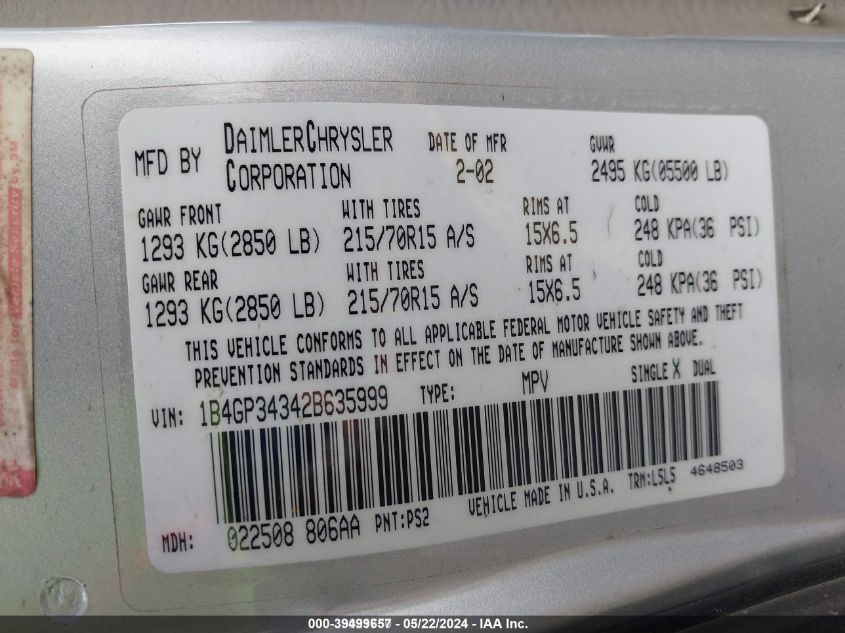 MFD BY DAIMLERCHRYSLER CORPORATION DATE OF MFR 2-02 GVWR 2495 KG(05500 LB)
GAWR FRONT WITH TIRES RIMS AT COLD
1293 KG(2850 LB) 215/70R15 A/S 15X6.5 248 KPA(36 PSI)
GAWR REAR WITH TIRES RIMS AT COLD
1293 KG(2850 LB) 215/70R15 A/S 15X6.5 248 KPA(36 PSI)
THIS VEHICLE CONFORMS TO ALL APPLICABLE FEDERAL MOTOR VEHICLE SAFETY AND THEFT
PREVENTION STANDARDS IN EFFECT ON THE DATE OF MANUFACTURE SHOWN ABOVE.
VIN: 1B4GP34342B635999 TYPE: MPV SINGLE X DUAL
MDH: 022508 806AA PNT:PS2 VEHICLE MADE IN U.S.A. TRM:L5L5 4648503
000-39499657 - 05/22/2024 - IAA Inc.